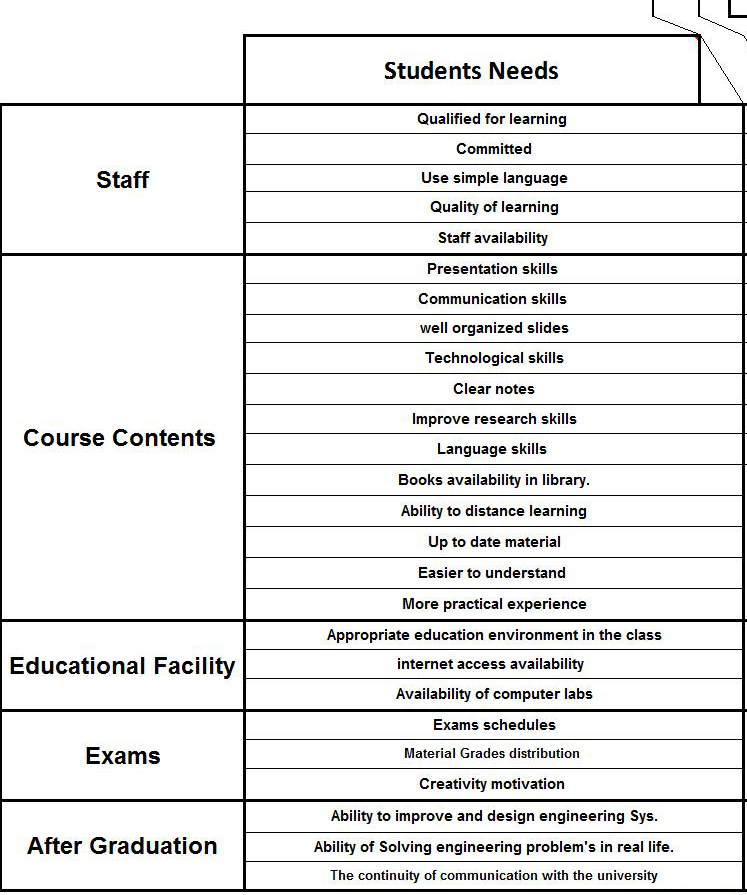 Students Needs
Staff
Qualified for learning
Committed
Use simple language
Quality of learning
Staff availability
Course Contents
Presentation skills
Communication skills
well organized slides
Technological skills
Clear notes
Improve research skills
Language skills
Books availability in library.
Ability to distance learning
Up to date material
Easier to understand
More practical experience
Educational Facility
Appropriate education environment in the class
internet access availability
Availability of computer labs
Exams
Exams schedules
Material Grades distribution
Creativity motivation
After Graduation
Ability to improve and design engineering Sys.
Ability of Solving engineering problem's in real life.
The continuity of communication with the university